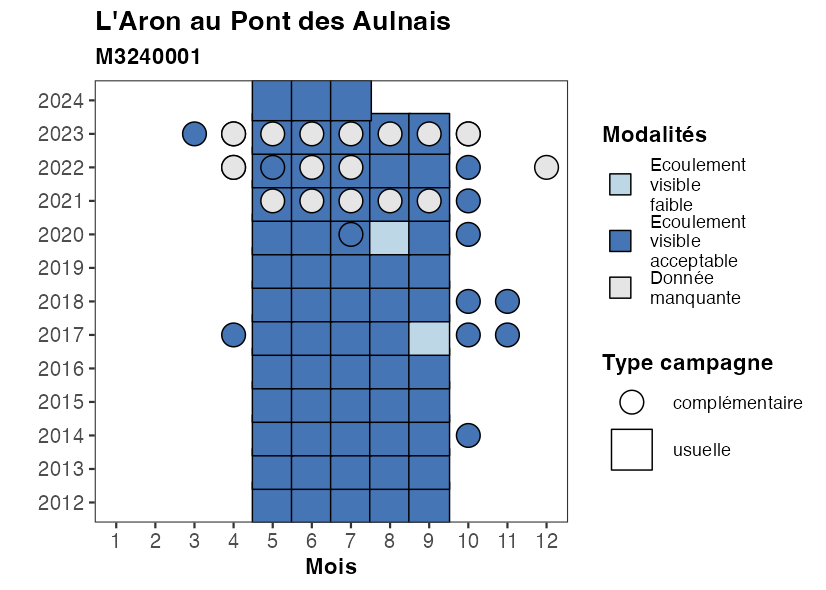 L'Aron au Pont des Aulnais
M3240001
2024
2023
2022
2021
2020
2019
2018
2017
2016
2015
2014
2013
2012
1 2 3 4 5 6 7 8 9 10 11 12
Mois
Modalités
Ecoulement
visible
faible
Ecoulement
visible
acceptable
Donnée
manquante
Type campagne
complémentaire
usuelle